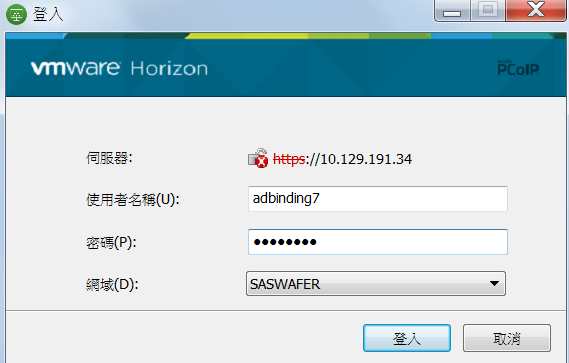 登入
vmware Horizon
PCoIP
伺服器:
https://10.129.191.34
使用者名稱(U):
adbinding7
密碼(P):
●●●●●●●●
網域(D):
SASWAFER
登入
取消